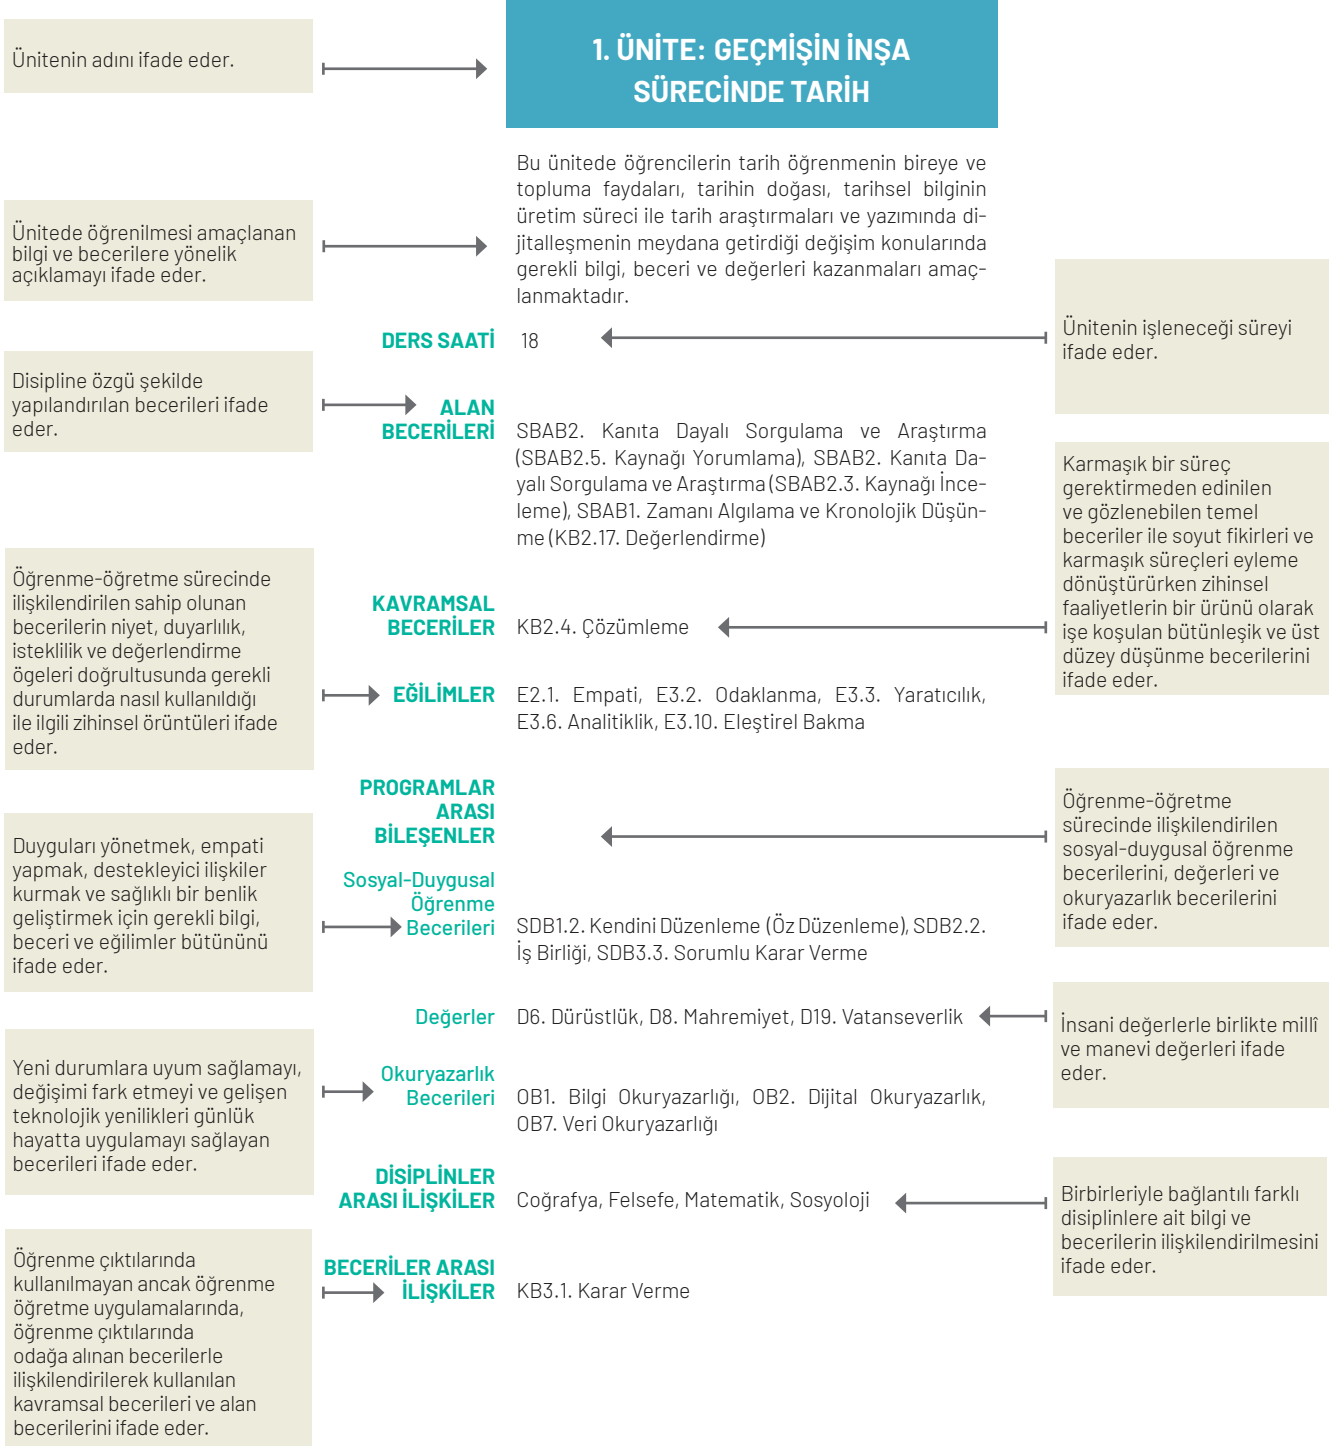 Ünitenin adını ifade eder.
1. ÜNİTE: GEÇMİŞİN İNŞA
SÜRECİNDE TARİH
Ünitede öğrenilmesi amaçlanan
bilgi ve becerilere yönelik
açıklamayı ifade eder.
Bu ünitede öğrencilerin tarih öğrenmenin bireye ve
topluma faydaları, tarihin doğası, tarihsel bilginin
üretim süreci ile tarih araştırmaları ve yazımında di-
jitalleşmenin meydana getirdiği değişim konularında
gerekli bilgi, beceri ve değerleri kazanmaları amaç-
lanmaktadır.
DERS SAATİ 18
Ünitenin işleneceği süreyi
ifade eder.
Disipline özgü şekilde
yapılandırılan becerileri ifade
eder.
ALAN
BECERİLERİ
SBAB2. Kanıta Dayalı Sorgulama ve Araştırma
(SBAB2.5. Kaynağı Yorumlama), SBAB2. Kanıta Da-
yalı Sorgulama ve Araştırma (SBAB2.3. Kaynağı İnce-
leme), SBAB1. Zamanı Algılama ve Kronolojik Düşün-
me (KB2.17. Değerlendirme)
Karmaşık bir süreç
gerektirmeden edinilen
ve gözlenebilen temel
beceriler ile soyut fikirleri ve
karmaşık süreçleri eyleme
dönüştürürken zihinsel
faaliyetlerin bir ürünü olarak
işe koşulan bütünleşik ve üst
düzey düşünme becerilerini
ifade eder.
KAVRAMSAL
BECERİLER
KB2.4. Çözümleme
Öğrenme-öğretme sürecinde
ilişkilendirilen sahip olunan
becerilerin niyet, duyarlılık,
isteklilik ve değerlendirme
ögeleri doğrultusunda gerekli
durumlarda nasıl kullanıldığı
ile ilgili zihinsel örüntüleri ifade
eder.
EĞİLİMLER
E2.1. Empati, E3.2. Odaklanma, E3.3. Yaratıcılık,
E3.6. Analitiklik, E3.10. Eleştirel Bakma
PROGRAMLAR
ARASI
BİLEŞENLER
Öğrenme-öğretme
sürecinde ilişkilendirilen
sosyal-duygusal öğrenme
becerilerini, değerleri ve
okuryazarlık becerilerini
ifade eder.
Duyguları yönetmek, empati
yapmak, destekleyici ilişkiler
kurmak ve sağlıklı bir benlik
geliştirmek için gerekli bilgi,
beceri ve eğilimler bütününü
ifade eder.
Sosyal-Duygusal
Öğrenme
Becerileri
SDB1.2. Kendini Düzenleme (Öz Düzenleme), SDB2.2.
İş Birliği, SDB3.3. Sorumlu Karar Verme
Değerler
D6. Dürüstlük, D8. Mahremiyet, D19. Vatanseverlik
İnsani değerlerle birlikte millî
ve manevi değerleri ifade
eder.
Yeni durumlara uyum sağlamayı,
değişimi fark etmeyi ve gelişen
teknolojik yenilikleri günlük
hayatta uygulamayı sağlayan
becerileri ifade eder.
Okuryazarlık
Becerileri
OB1. Bilgi Okuryazarlığı, OB2. Dijital Okuryazarlık,
OB7. Veri Okuryazarlığı
DİSİPLİNLER
ARASI İLİŞKİLER
Coğrafya, Felsefe, Matematik, Sosyoloji
Birbirleriyle bağlantılı farklı
disiplinlere ait bilgi ve
becerilerin ilişkilendirilmesini
ifade eder.
Öğrenme çıktılarında
kullanılmayan ancak öğrenme
öğretme uygulamalarında,
öğrenme çıktılarında
odağa alınan becerilerle
ilişkilendirilerek kullanılan
kavramsal becerileri ve alan
becerilerini ifade eder.
BECERİLER ARASI
İLİŞKİLER
KB3.1. Karar Verme